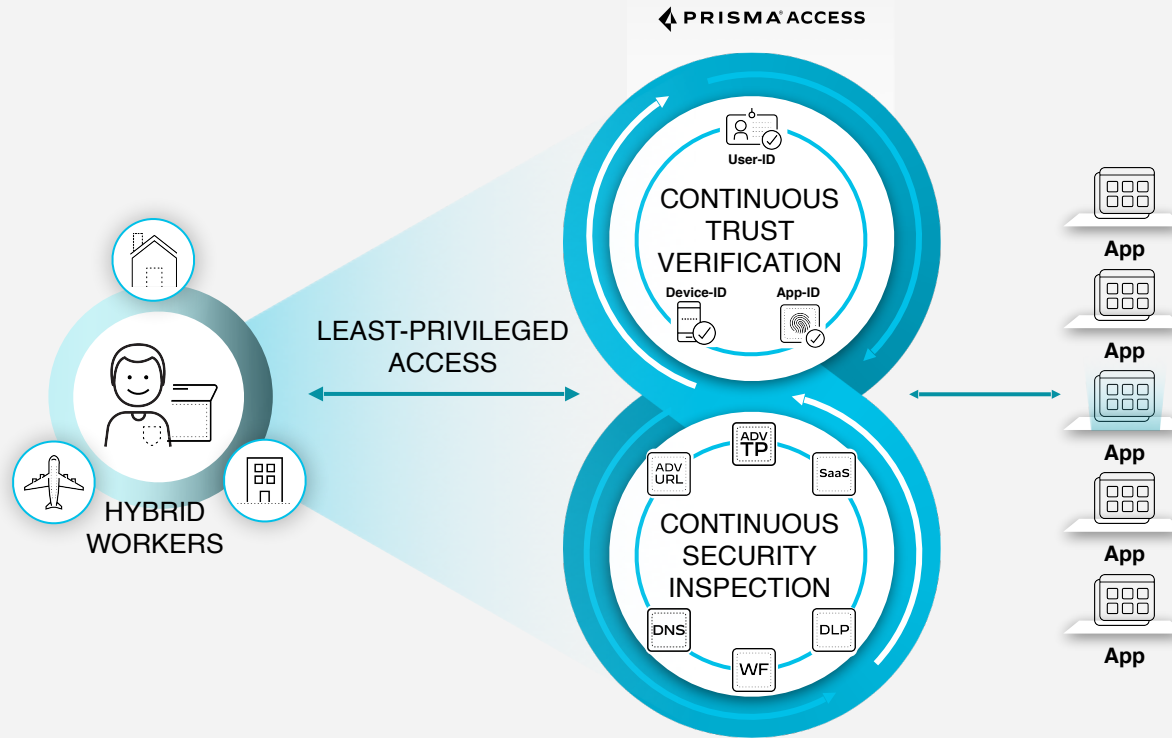 PRISMA® ACCESS
User-ID
CONTINUOUS
TRUST
VERIFICATION
Device-ID
App-ID
LEAST-PRIVILEGED
ACCESS
HYBRID
WORKERS
ADV
TP
ADV
URL
SaaS
CONTINUOUS
SECURITY
INSPECTION
DNS
DLP
WF
App
App
App
App
App